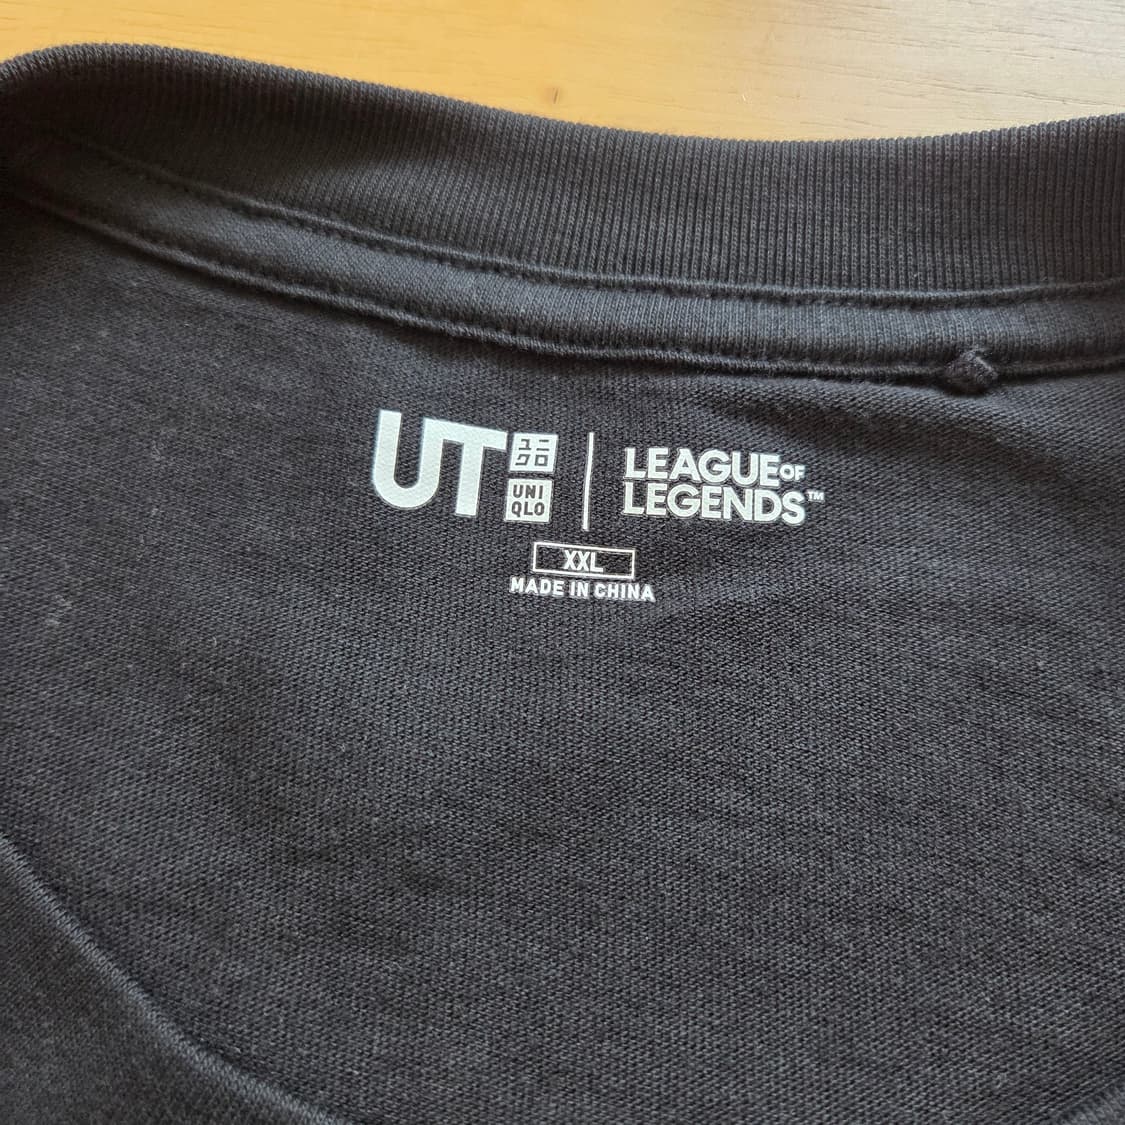 UT ユニ
クロ
UNI
QLO
LEAGUE OF
LEGENDS™
XXL
MADE IN CHINA